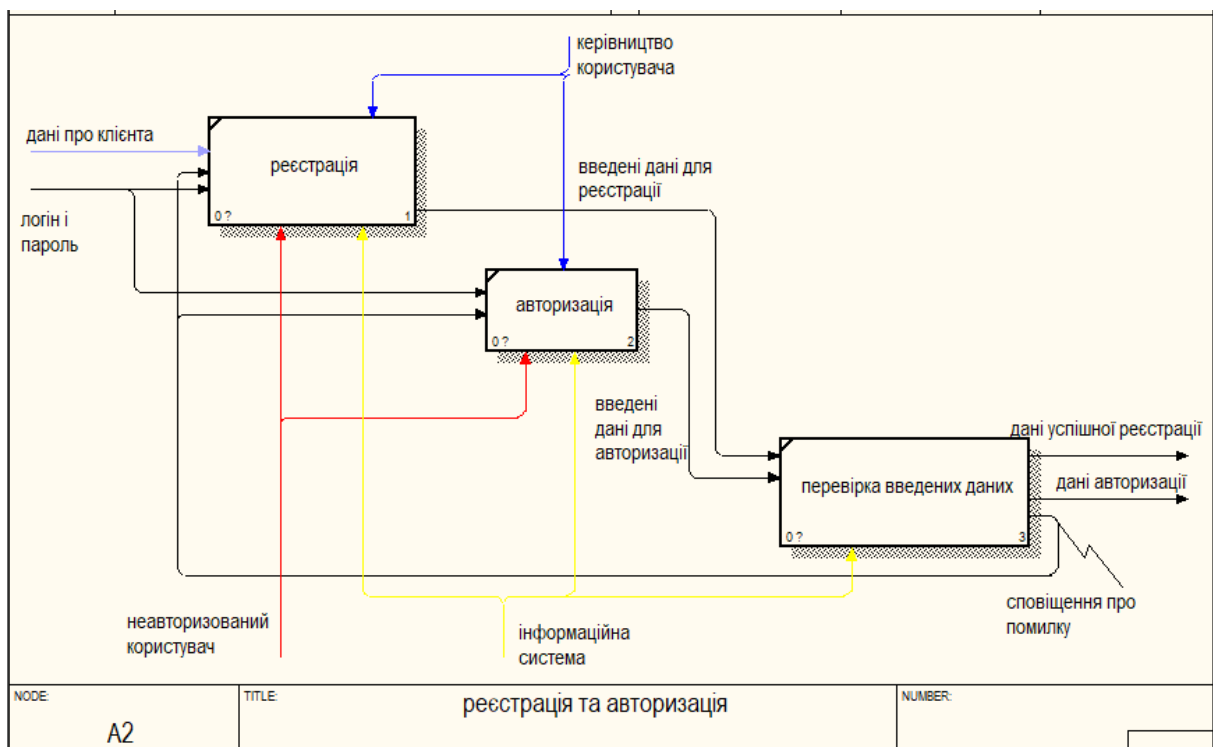 керівництво
користувача
дані про клієнта
реєстрація
0 ?
1
логін і
пароль
введені дані для
реєстрації
авторизація
0 ?
2
введені
дані для
авторизації
дані успішної реєстрації
дані авторизації
перевірка введених даних
0 ?
3
сповіщення про
помилку
неавторизований
користувач
інформаційна
система
NODE:
A2
TITLE:
реєстрація та авторизація
NUMBER: